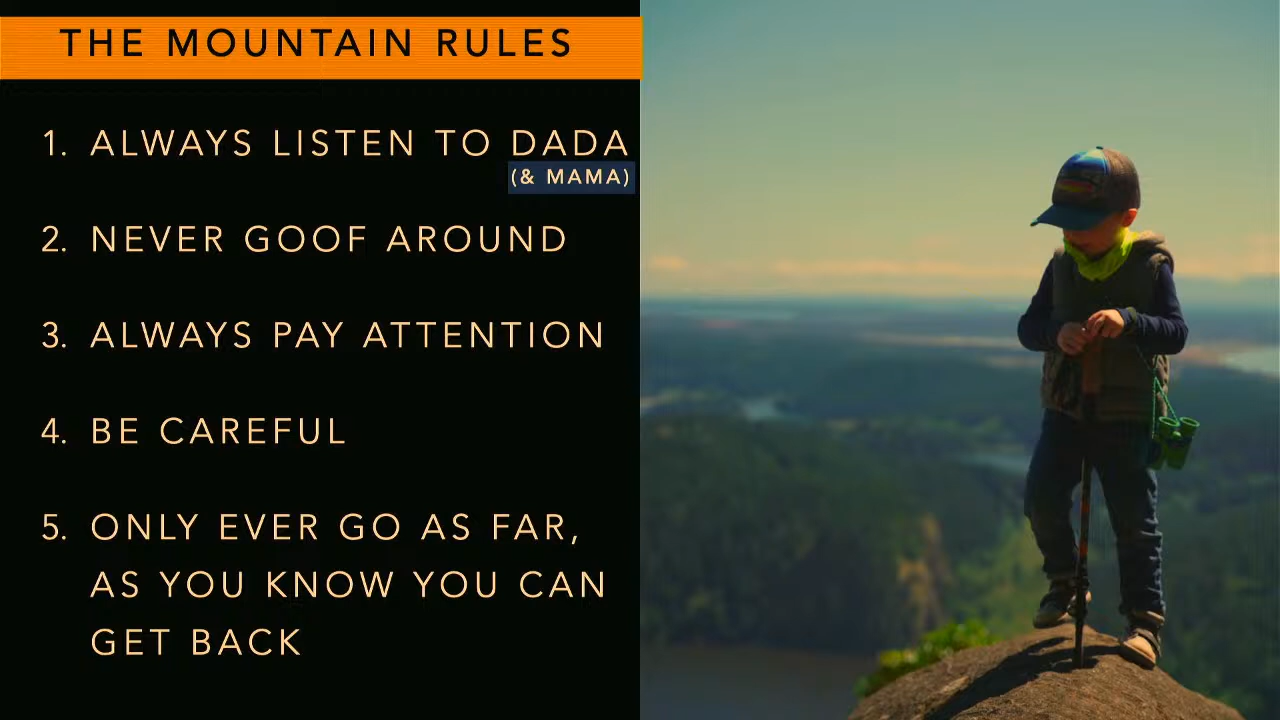 THE MOUNTAIN RULES
1. ALWAYS LISTEN TO DADA
(& MAMA)
2. NEVER GOOF AROUND
3. ALWAYS PAY ATTENTION
4. BE CAREFUL
5. ONLY EVER GO AS FAR,
AS YOU KNOW YOU CAN
GET BACK